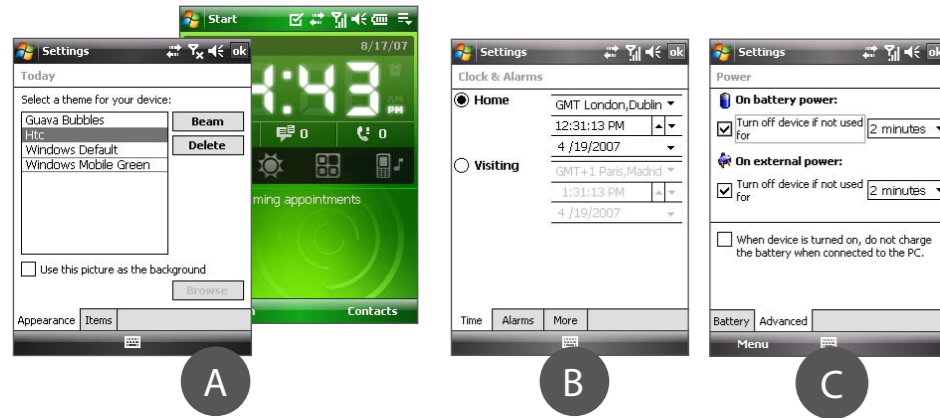 Start
8/17/07
:43
AM
PM
0
0
ming appointments
Contacts
Settings
ok
Today
Select a theme for your device:
Guava Bubbles
Htc
Windows Default
Windows Mobile Green
Beam
Delete
Use this picture as the background
Browse
Appearance Items
A
Settings
ok
Clock & Alarms
Home
GMT London,Dublin
12:31:13 PM
4 /19/2007
Visiting
GMT+1 Paris,Madrid
1:31:13 PM
4 /19/2007
Time Alarms More
B
Settings
ok
Power
On battery power:
Turn off device if not used
for
2 minutes
On external power:
Turn off device if not used
for
2 minutes
When device is turned on, do not charge
the battery when connected to the PC.
Battery Advanced
Menu
C